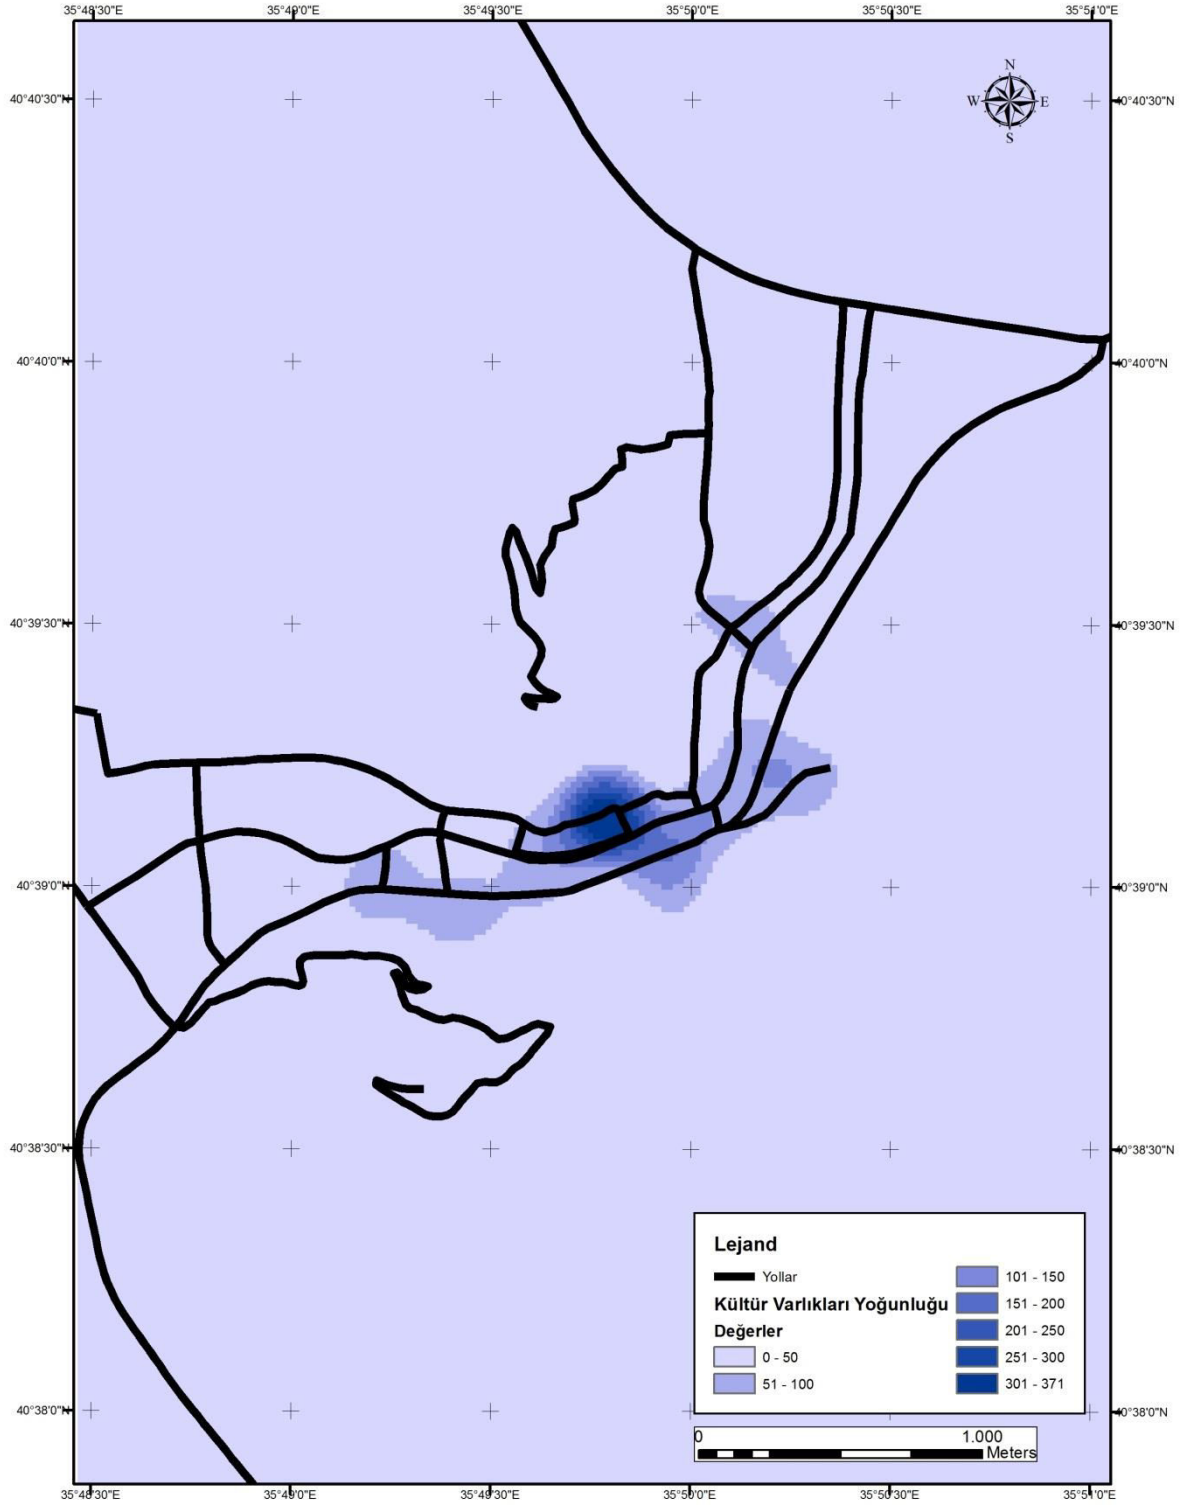 35°48'30"E 35°49'0"E 35°49'30"E 35°50'0"E 35°50'30"E 35°51'0"E
N
40°40'30"N W E 40°40'30"N
S
40°40'0"N 40°40'0"N
40°39'30"N 40°39'30"N
40°39'0"N 40°39'0"N
40°38'30"N 40°38'30"N
Lejand
Yollar
Kültür Varlıkları Yoğunluğu
Değerler
0 - 50
51 - 100
101 - 150
151 - 200
201 - 250
251 - 300
301 - 371
40°38'0"N 40°38'0"N
0 1.000
Meters
35°48'30"E 35°49'0"E 35°49'30"E 35°50'0"E 35°50'30"E 35°51'0"E